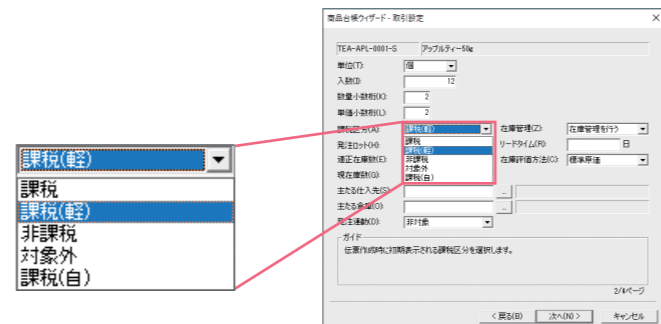 課税(軽)
課税
課税(軽)
非課税
対象外
課税(自)
商品台帳ウィザード - 取引設定
TEA-APL-0001-S アップルティー50g
単位(T): 個
入数(I): 12
数量小数桁(K): 2
単価小数桁(L): 2
課税区分(A): 課税(軽) 在庫管理(Z): 在庫管理を行う
課税
課税(軽)
非課税
対象外
課税(自)
発注ロット(H): リードタイム(R): 日
適正在庫数(E): 在庫評価方法(C): 標準原価
現在庫数(G):
主たる仕入先(S): ...
主たる倉庫(O): ...
受注連動(D): 非対象
ガイド
伝票作成時に初期表示される課税区分を選択します。
2/4ページ
< 戻る(B) 次へ(N) > キャンセル